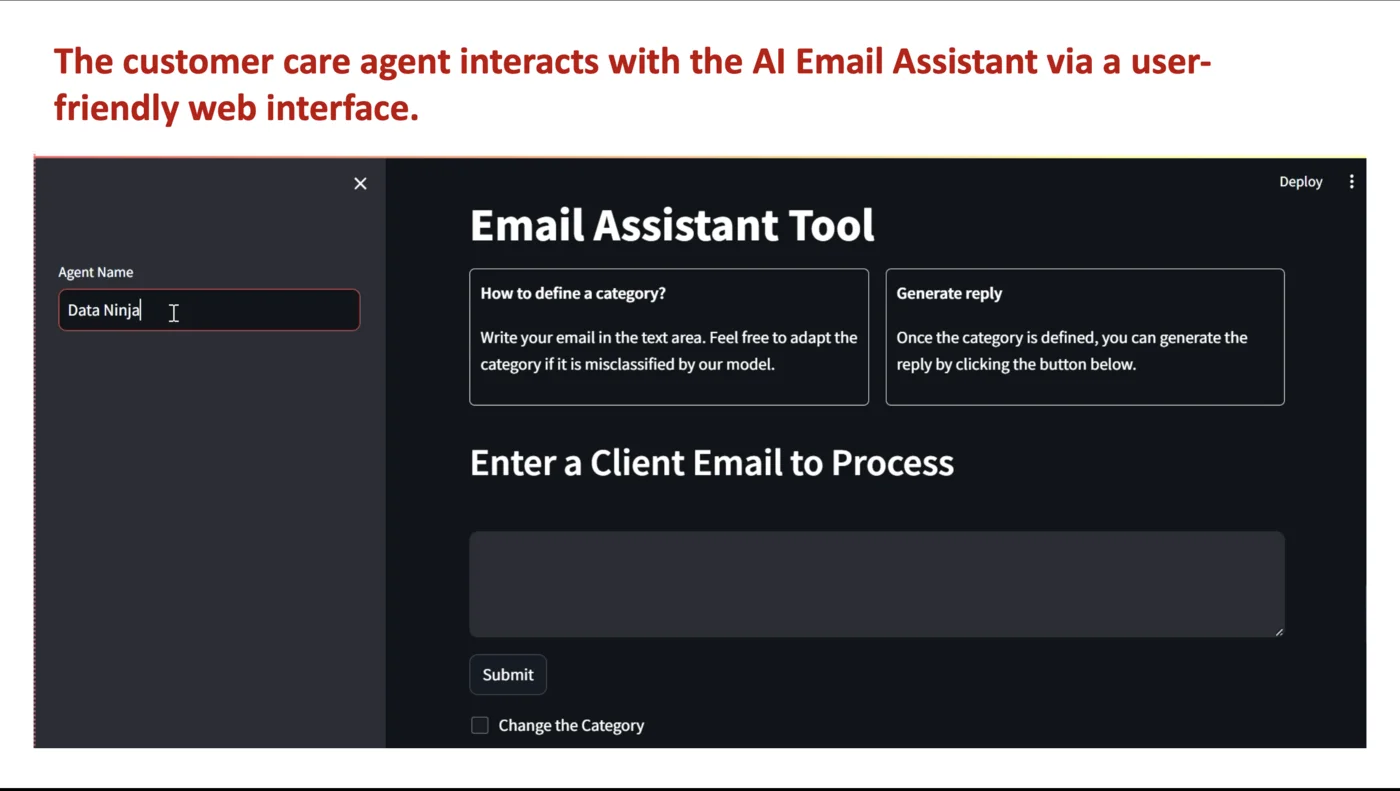 The customer care agent interacts with the AI Email Assistant via a user-
friendly web interface.
Deploy
Agent Name
Data Ninja
Email Assistant Tool
How to define a category?
Write your email in the text area. Feel free to adapt the
category if it is misclassified by our model.
Generate reply
Once the category is defined, you can generate the
reply by clicking the button below.
Enter a Client Email to Process
Submit
Change the Category